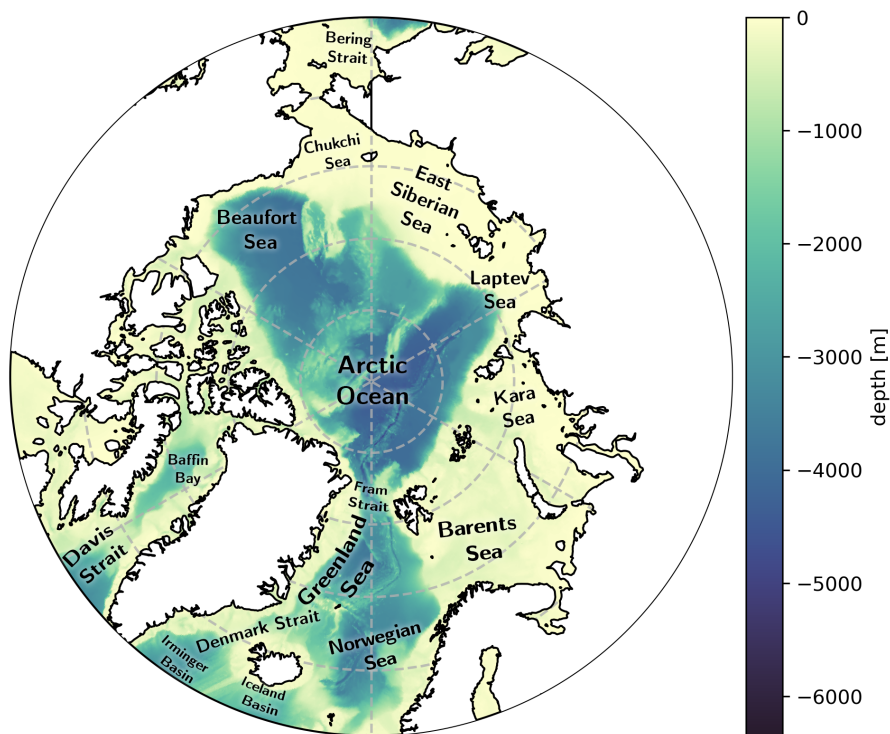 Bering
Strait
Chukchi
Sea
East
Siberian
Sea
Beaufort
Sea
Laptev
Sea
Arctic
Ocean
Kara
Sea
Baffin
Bay
Fram
Strait
Barents
Sea
Davis
Strait
Greenland
Sea
Denmark Strait
Norwegian
Sea
Irminger
Basin
Iceland
Basin
0
−1000
−2000
−3000
−4000
−5000
−6000
depth [m]